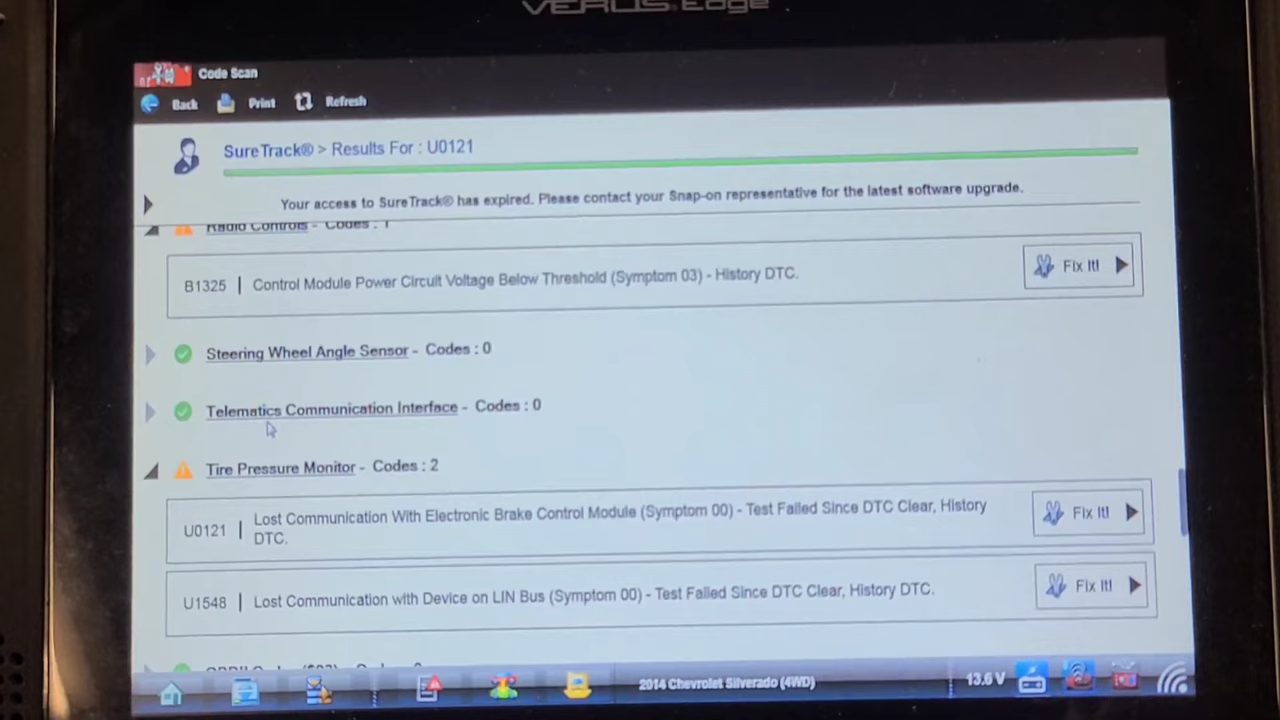 VERUS Edge
Code Scan
Back Print Refresh
SureTrack® > Results For : U0121
Your access to SureTrack® has expired. Please contact your Snap-on representative for the latest software upgrade.
Radio Controls - Codes : 1
B1325 | Control Module Power Circuit Voltage Below Threshold (Symptom 03) - History DTC.
Fix It!
Steering Wheel Angle Sensor - Codes : 0
Telematics Communication Interface - Codes : 0
Tire Pressure Monitor - Codes : 2
U0121 | Lost Communication With Electronic Brake Control Module (Symptom 00) - Test Failed Since DTC Clear, History
DTC.
Fix It!
U1548 | Lost Communication with Device on LIN Bus (Symptom 00) - Test Failed Since DTC Clear, History DTC.
Fix It!
2014 Chevrolet Silverado (4WD)
13.6 V